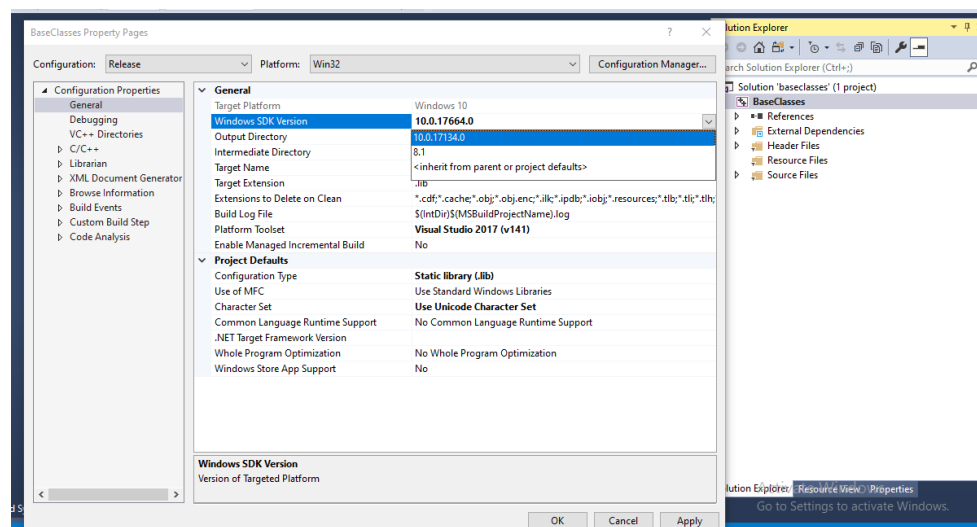 BaseClasses Property Pages
? ×
Configuration: Release Platform: Win32 Configuration Manager...
Configuration Properties
General
Debugging
VC++ Directories
C/C++
Librarian
XML Document Generator
Browse Information
Build Events
Custom Build Step
Code Analysis
General
Target Platform Windows 10
Windows SDK Version 10.0.17664.0
Output Directory 10.0.17134.0
Intermediate Directory 8.1
Target Name <inherit from parent or project defaults>
Target Extension .lib
Extensions to Delete on Clean *.cdf;*.cache;*.obj;*.obj.enc;*.ilk;*.ipdb;*.iobj;*.resources;*.tlb;*.tli;*.tlh;
Build Log File $(IntDir)$(MSBuildProjectName).log
Platform Toolset Visual Studio 2017 (v141)
Enable Managed Incremental Build No
Project Defaults
Configuration Type Static library (.lib)
Use of MFC Use Standard Windows Libraries
Character Set Use Unicode Character Set
Common Language Runtime Support No Common Language Runtime Support
.NET Target Framework Version
Whole Program Optimization No Whole Program Optimization
Windows Store App Support No
Windows SDK Version
Version of Targeted Platform
OK Cancel Apply
lution Explorer
arch Solution Explorer (Ctrl+;)
Solution 'baseclasses' (1 project)
BaseClasses
References
External Dependencies
Header Files
Resource Files
Source Files
lution Explorer Resource View Properties
Activate Windows
Go to Settings to activate Windows.